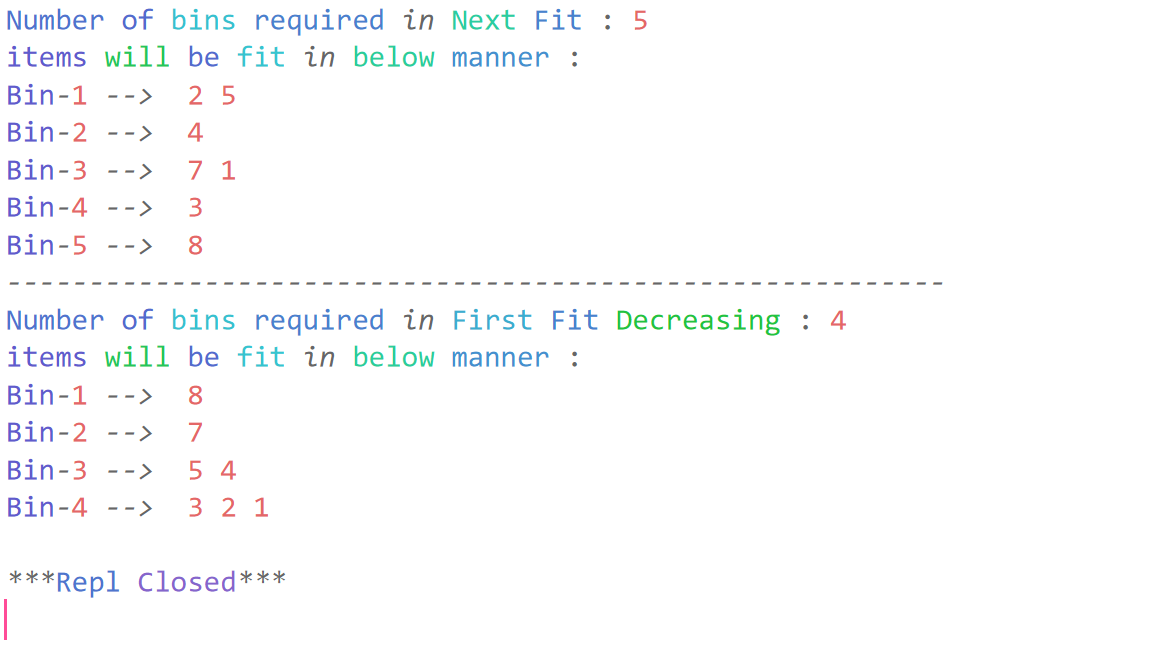 Number of bins required in Next Fit : 5
items will be fit in below manner :
Bin-1 -->  2 5
Bin-2 -->  4
Bin-3 -->  7 1
Bin-4 -->  3
Bin-5 -->  8
---------------------------------------------------------
Number of bins required in First Fit Decreasing : 4
items will be fit in below manner :
Bin-1 -->  8
Bin-2 -->  7
Bin-3 -->  5 4
Bin-4 -->  3 2 1
***Repl Closed***